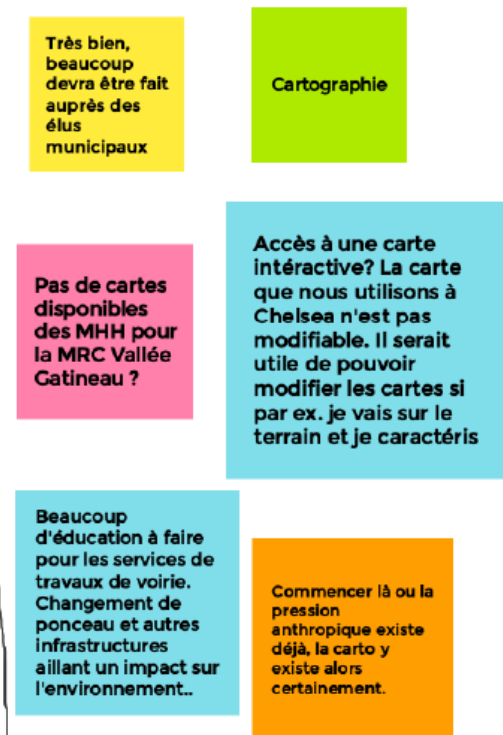 Très bien,
beaucoup
devra être fait
auprès des
élus
municipaux
Cartographie
Pas de cartes
disponibles
des MHH pour
la MRC Vallée
Gatineau ?
Accès à une carte
intéractive? La carte
que nous utilisons à
Chelsea n'est pas
modifiable. Il serait
utile de pouvoir
modifier les cartes si
par ex. je vais sur le
terrain et je caractéris
Beaucoup
d'éducation à faire
pour les services de
travaux de voirie.
Changement de
ponceau et autres
infrastructures
aillant un impact sur
l'environnement..
Commencer là ou la
pression
anthropique existe
déjà, la carto y
existe alors
certainement.